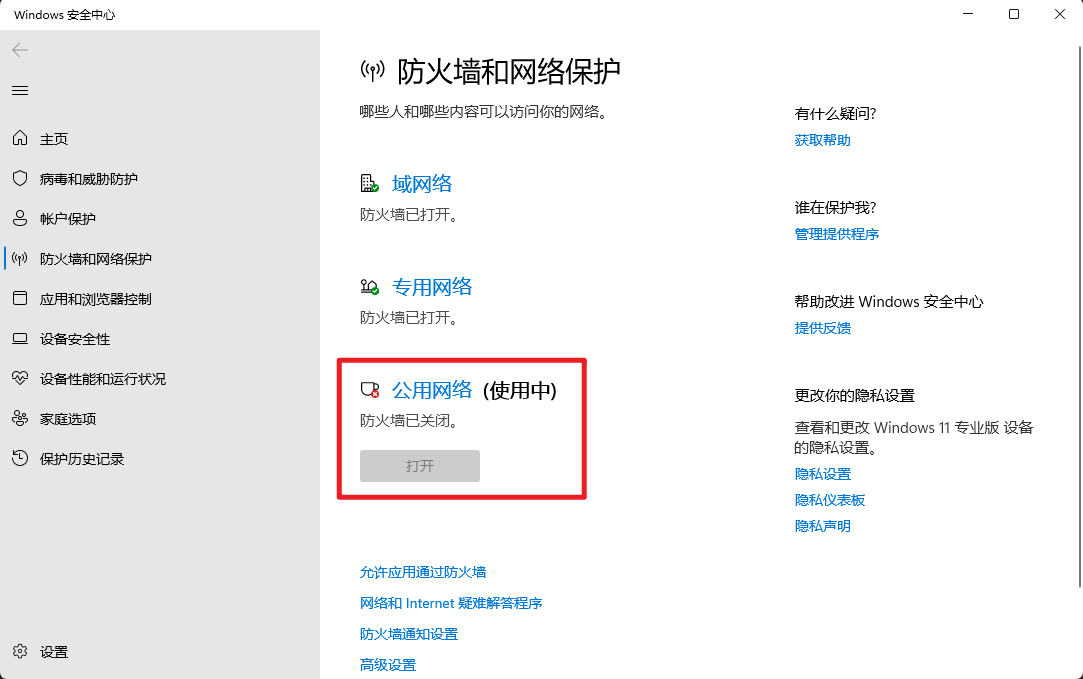 Windows 安全中心
主页
病毒和威胁防护
帐户保护
防火墙和网络保护
应用和浏览器控制
设备安全性
设备性能和运行状况
家庭选项
保护历史记录
设置
防火墙和网络保护
哪些人和哪些内容可以访问你的网络。
域网络
防火墙已打开。
专用网络
防火墙已打开。
公用网络 (使用中)
防火墙已关闭。
打开
允许应用通过防火墙
网络和 Internet 疑难解答程序
防火墙通知设置
高级设置
有什么疑问?
获取帮助
谁在保护我?
管理提供程序
帮助改进 Windows 安全中心
提供反馈
更改你的隐私设置
查看和更改 Windows 11 专业版 设备
的隐私设置。
隐私设置
隐私仪表板
隐私声明